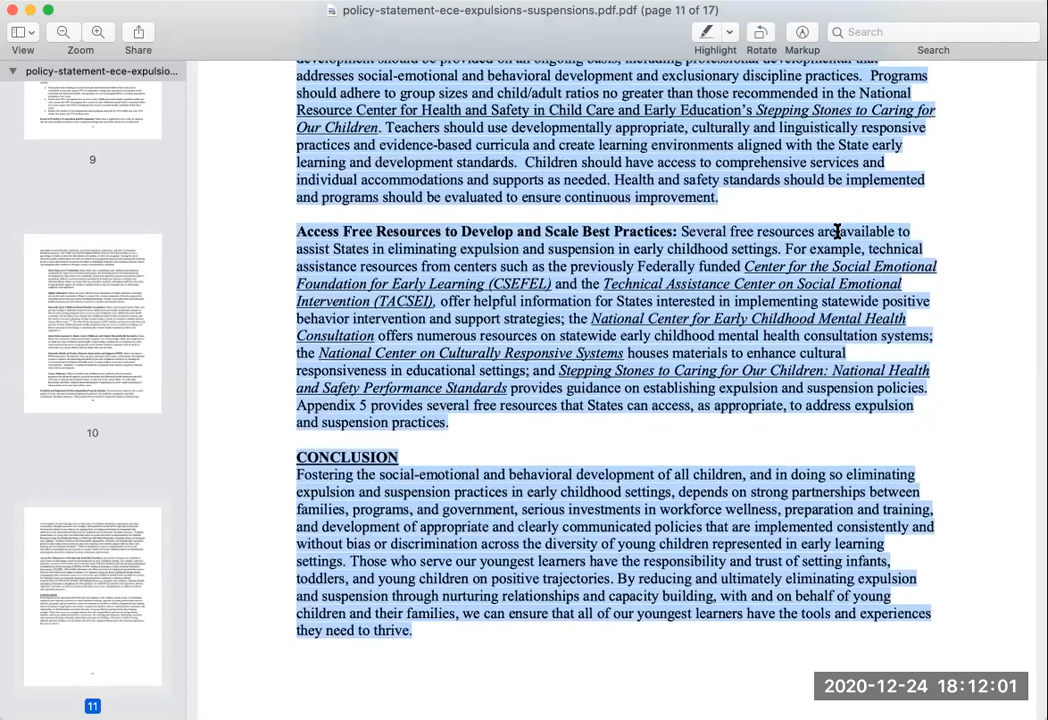 policy-statement-ece-expulsions-suspensions.pdf.pdf (page 11 of 17)
View
Zoom
Share
Highlight
Rotate
Markup
Search
Search
policy-statement-ece-expulsio...
9
10
11
development should be provided on an ongoing basis, including professional development that
addresses social-emotional and behavioral development and exclusionary discipline practices. Programs
should adhere to group sizes and child/adult ratios no greater than those recommended in the National
Resource Center for Health and Safety in Child Care and Early Education's Stepping Stones to Caring for
Our Children. Teachers should use developmentally appropriate, culturally and linguistically responsive
practices and evidence-based curricula and create learning environments aligned with the State early
learning and development standards. Children should have access to comprehensive services and
individual accommodations and supports as needed. Health and safety standards should be implemented
and programs should be evaluated to ensure continuous improvement.
Access Free Resources to Develop and Scale Best Practices: Several free resources are available to
assist States in eliminating expulsion and suspension in early childhood settings. For example, technical
assistance resources from centers such as the previously Federally funded Center for the Social Emotional
Foundation for Early Learning (CSEFEL) and the Technical Assistance Center on Social Emotional
Intervention (TACSEI), offer helpful information for States interested in implementing statewide positive
behavior intervention and support strategies; the National Center for Early Childhood Mental Health
Consultation offers numerous resources on statewide early childhood mental health consultation systems;
the National Center on Culturally Responsive Systems houses materials to enhance cultural
responsiveness in educational settings; and Stepping Stones to Caring for Our Children: National Health
and Safety Performance Standards provides guidance on establishing expulsion and suspension policies.
Appendix 5 provides several free resources that States can access, as appropriate, to address expulsion
and suspension practices.
CONCLUSION
Fostering the social-emotional and behavioral development of all children, and in doing so eliminating
expulsion and suspension practices in early childhood settings, depends on strong partnerships between
families, programs, and government, serious investments in workforce wellness, preparation and training,
and development of appropriate and clearly communicated policies that are implemented consistently and
without bias or discrimination across the diversity of young children represented in early learning
settings. Those who serve our youngest learners have the responsibility and trust of setting infants,
toddlers, and young children on positive trajectories. By reducing and ultimately eliminating expulsion
and suspension through nurturing relationships and capacity building, with and on behalf of young
children and their families, we can ensure that all of our youngest learners have the tools and experiences
they need to thrive.
2020-12-24 18:12:01